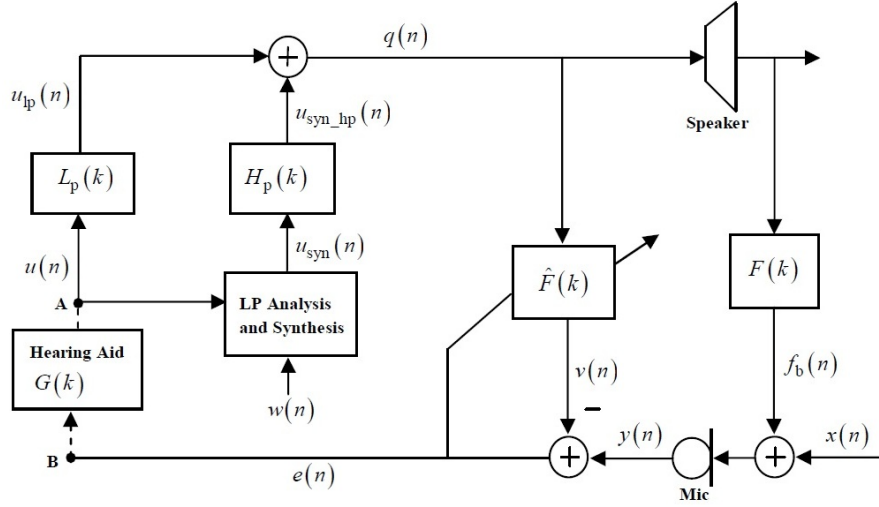 q(n)
u_lp(n)
u_syn_hp(n)
Speaker
L_p(k)
H_p(k)
u(n)
u_syn(n)
A
LP Analysis
and Synthesis
F̂(k)
F(k)
Hearing Aid
G(k)
w(n)
v(n)
f_b(n)
−
B
e(n)
y(n)
x(n)
+
+
+
Mic